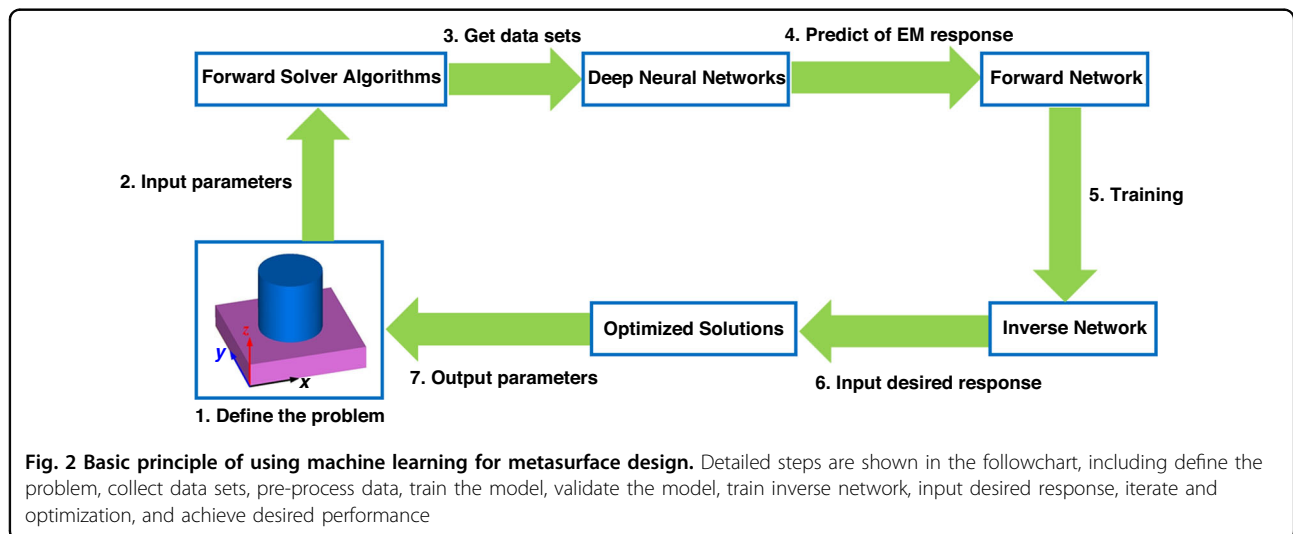 3. Get data sets
4. Predict of EM response
Forward Solver Algorithms
Deep Neural Networks
Forward Network
2. Input parameters
5. Training
z
y
x
Optimized Solutions
Inverse Network
7. Output parameters
6. Input desired response
1. Define the problem
Fig. 2 Basic principle of using machine learning for metasurface design. Detailed steps are shown in the followchart, including define the
problem, collect data sets, pre-process data, train the model, validate the model, train inverse network, input desired response, iterate and
optimization, and achieve desired performance